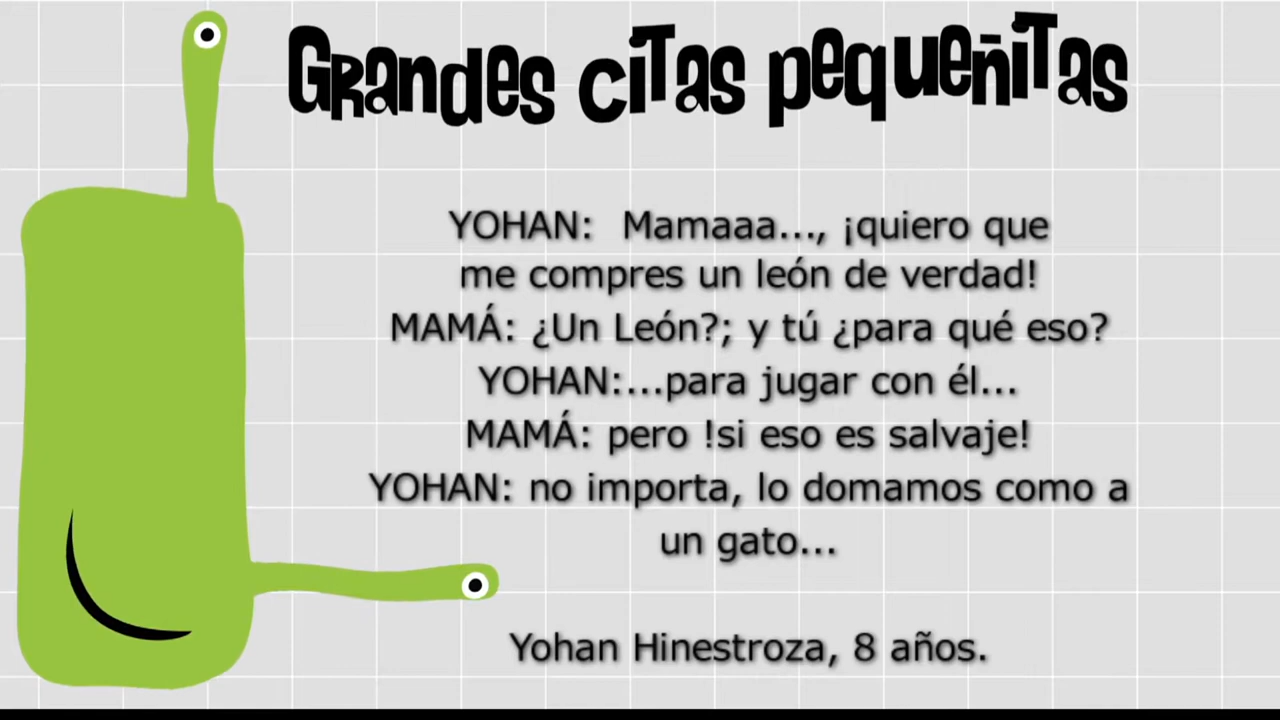 Grandes citas pequeñitas
YOHAN: Mamaaa..., ¡quiero que
me compres un león de verdad!
MAMÁ: ¿Un León?; y tú ¿para qué eso?
YOHAN:...para jugar con él...
MAMÁ: pero !si eso es salvaje!
YOHAN: no importa, lo domamos como a
un gato...
Yohan Hinestroza, 8 años.